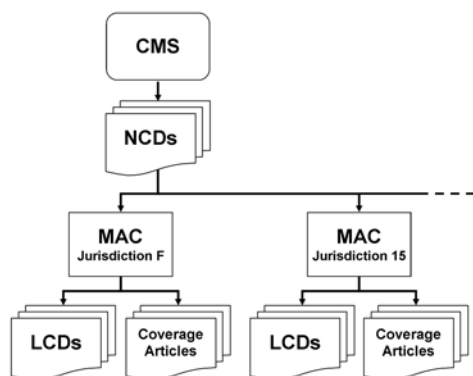 CMS
NCDs
MAC
Jurisdiction F
MAC
Jurisdiction 15
LCDs
Coverage
Articles
LCDs
Coverage
Articles